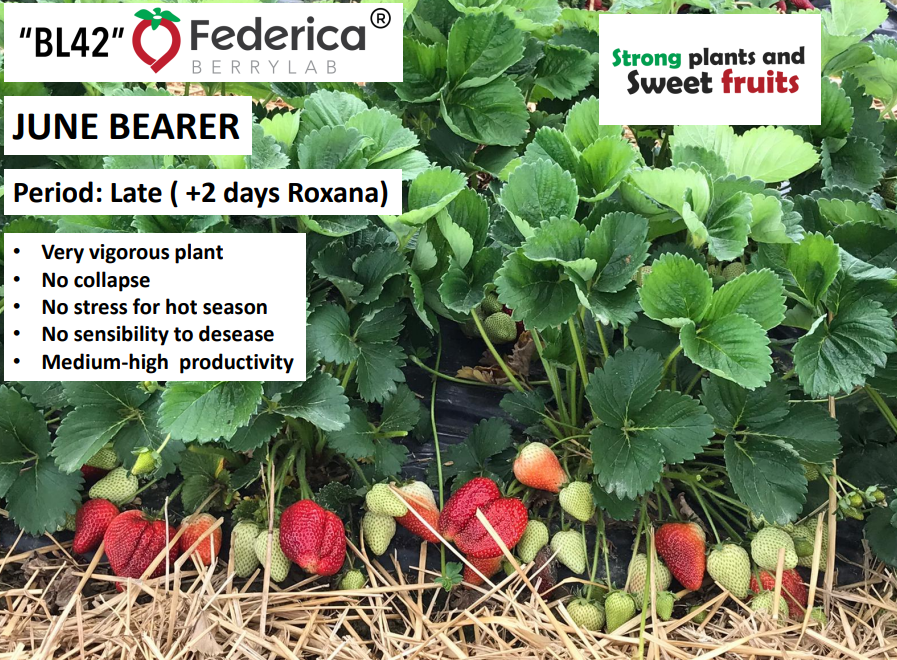 "BL42" Federica®
BERRYLAB
Strong plants and
Sweet fruits
JUNE BEARER
Period: Late ( +2 days Roxana)
• Very vigorous plant
• No collapse
• No stress for hot season
• No sensibility to desease
• Medium-high productivity